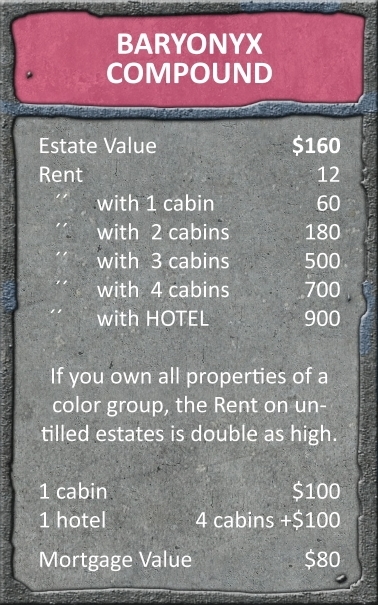 BARYONYX
COMPOUND
Estate Value $160
Rent 12
´´ with 1 cabin 60
´´ with 2 cabins 180
´´ with 3 cabins 500
´´ with 4 cabins 700
´´ with HOTEL 900
If you own all properties of a
color group, the Rent on un-
tilled estates is double as high.
1 cabin $100
1 hotel 4 cabins +$100
Mortgage Value $80